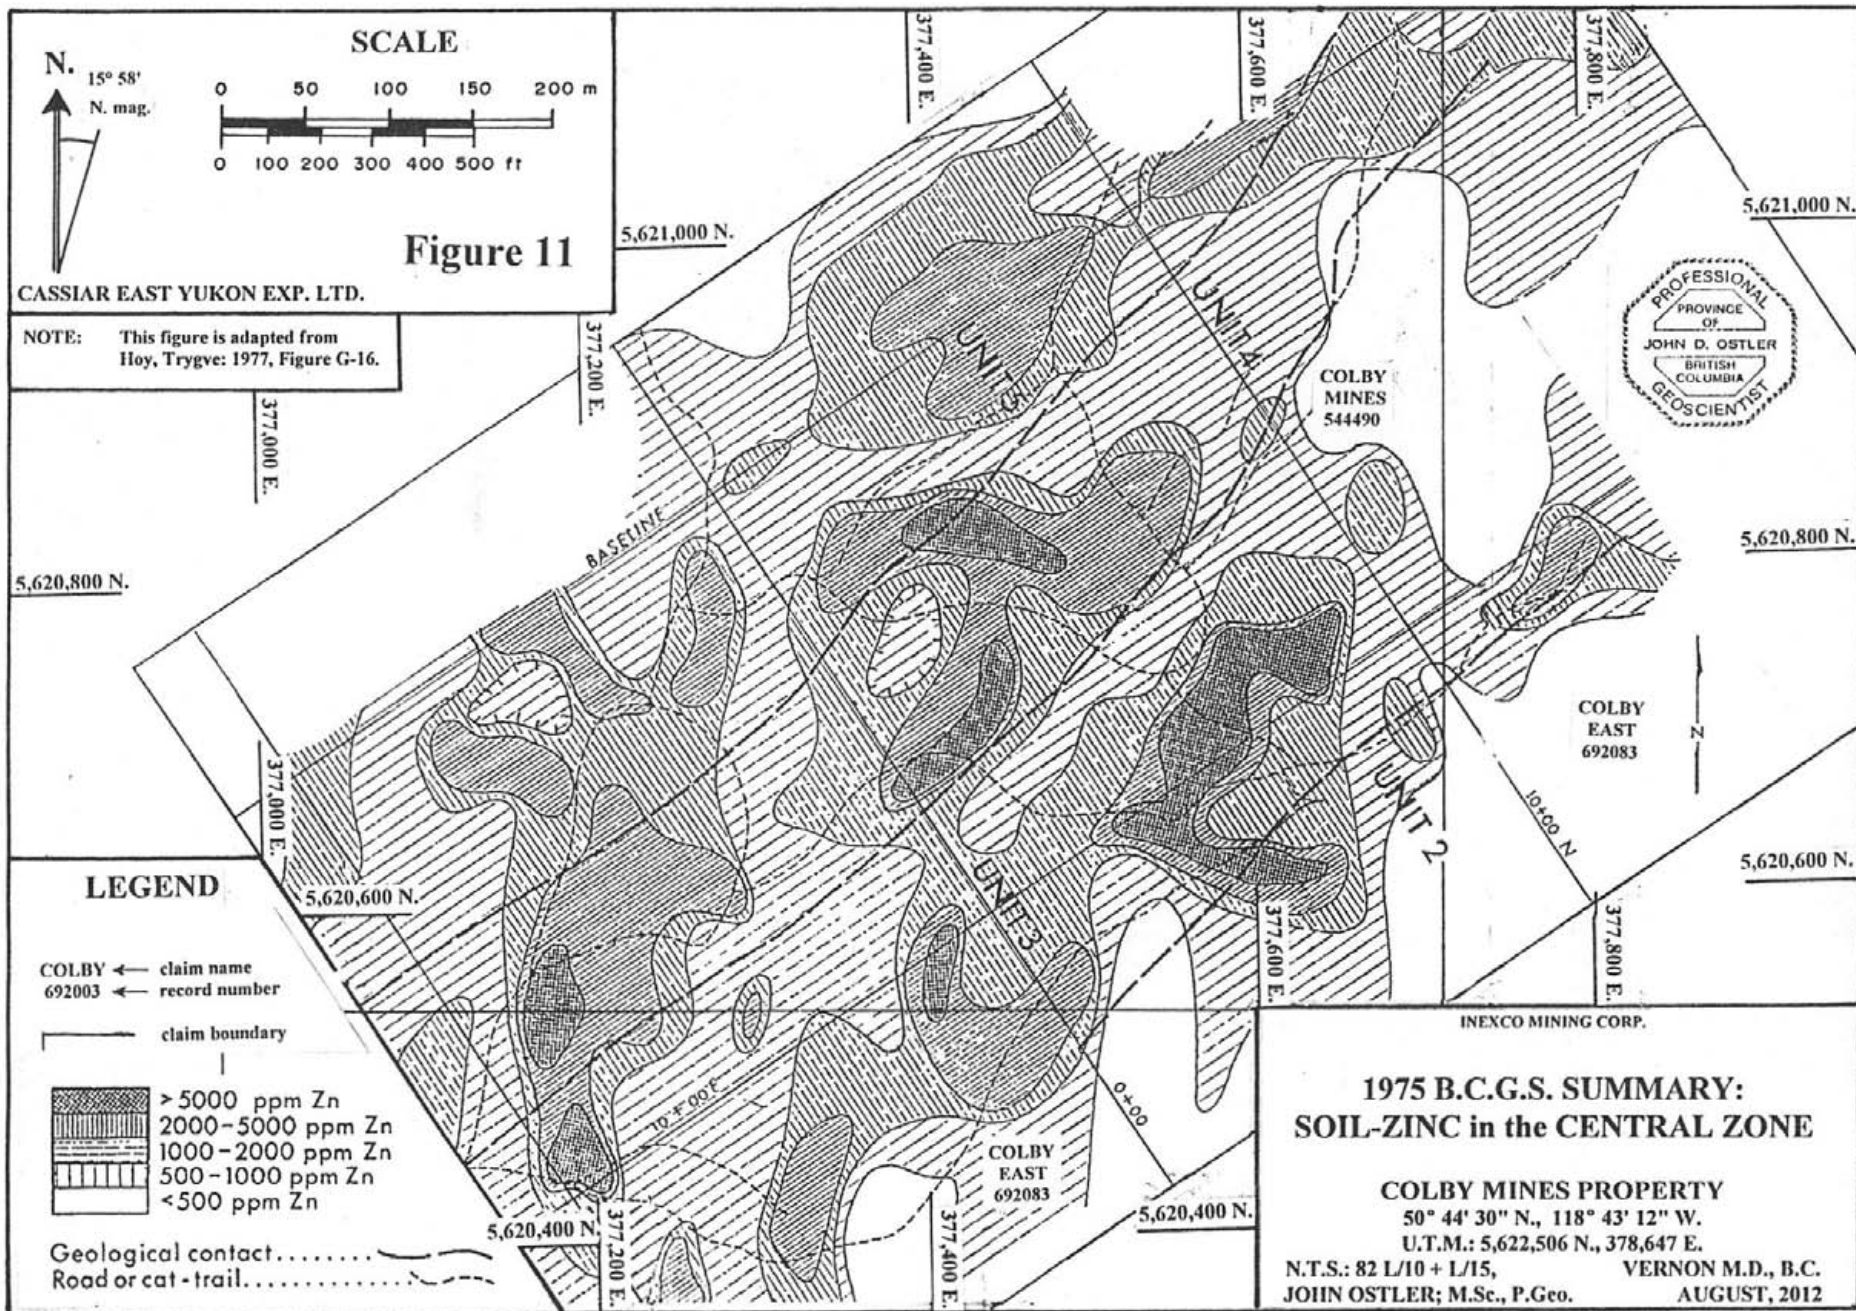 SCALE
N.
15° 58'
N. mag.
0 50 100 150 200 m
0 100 200 300 400 500 ft
Figure 11
CASSIAR EAST YUKON EXP. LTD.
NOTE: This figure is adapted from
Hoy, Trygve: 1977, Figure G-16.
377,400 E.
377,600 E.
377,800 E.
5,621,000 N.
5,621,000 N.
377,200 E.
377,000 E.
UNIT 5
UNIT 4
COLBY
MINES
544490
PROFESSIONAL
PROVINCE
OF
JOHN D. OSTLER
BRITISH
COLUMBIA
GEOSCIENTIST
BASELINE
5,620,800 N.
5,620,800 N.
COLBY
EAST
692083
N
377,000 E.
UNIT 2
10+00 N
5,620,600 N.
5,620,600 N.
UNIT 3
377,600 E.
377,800 E.
LEGEND
COLBY ← claim name
692003 ← record number
claim boundary
> 5000 ppm Zn
2000-5000 ppm Zn
1000-2000 ppm Zn
500-1000 ppm Zn
<500 ppm Zn
Geological contact
Road or cat-trail
10+00 E
0+00
COLBY
EAST
692083
5,620,400 N.
377,200 E.
377,400 E.
5,620,400 N.
INEXCO MINING CORP.
1975 B.C.G.S. SUMMARY:
SOIL-ZINC in the CENTRAL ZONE
COLBY MINES PROPERTY
50° 44' 30" N., 118° 43' 12" W.
U.T.M.: 5,622,506 N., 378,647 E.
N.T.S.: 82 L/10 + L/15, VERNON M.D., B.C.
JOHN OSTLER; M.Sc., P.Geo. AUGUST, 2012